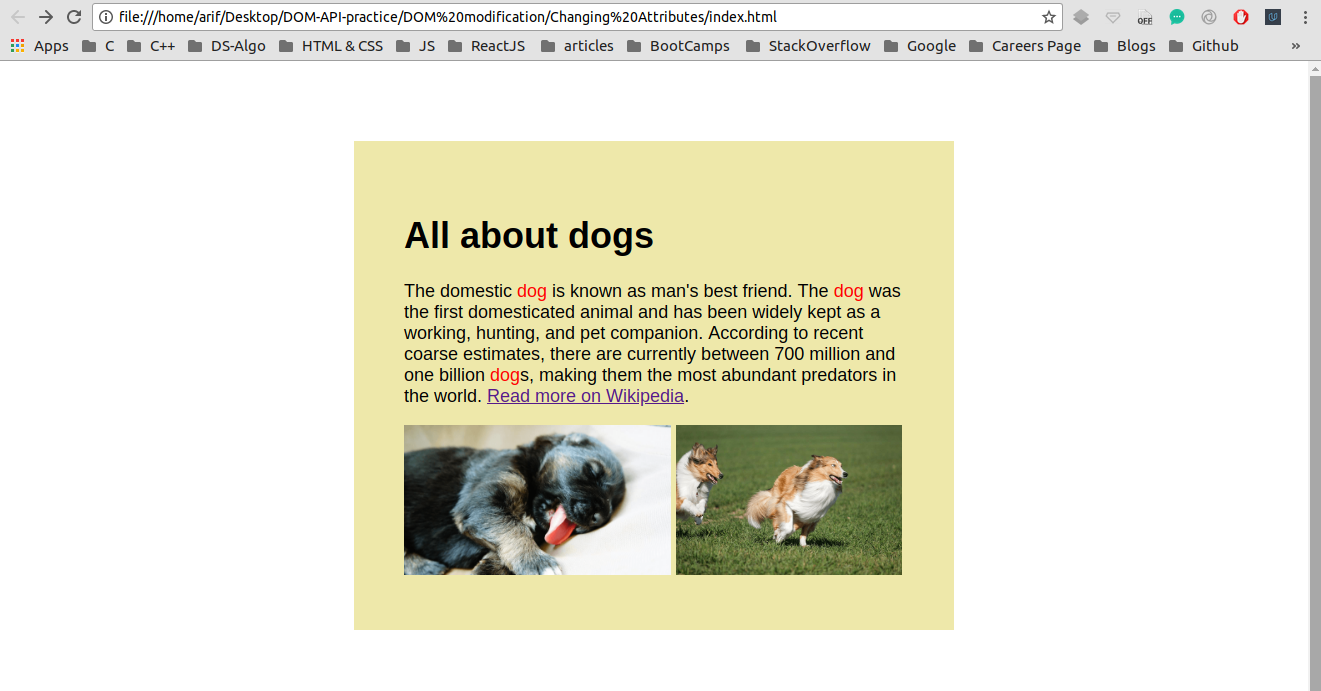 file:///home/arif/Desktop/DOM-API-practice/DOM%20modification/Changing%20Attributes/index.html
OFF
Apps C C++ DS-Algo HTML & CSS JS ReactJS articles BootCamps StackOverflow Google Careers Page Blogs Github »
All about dogs
The domestic dog is known as man's best friend. The dog was
the first domesticated animal and has been widely kept as a
working, hunting, and pet companion. According to recent
coarse estimates, there are currently between 700 million and
one billion dogs, making them the most abundant predators in
the world. Read more on Wikipedia.